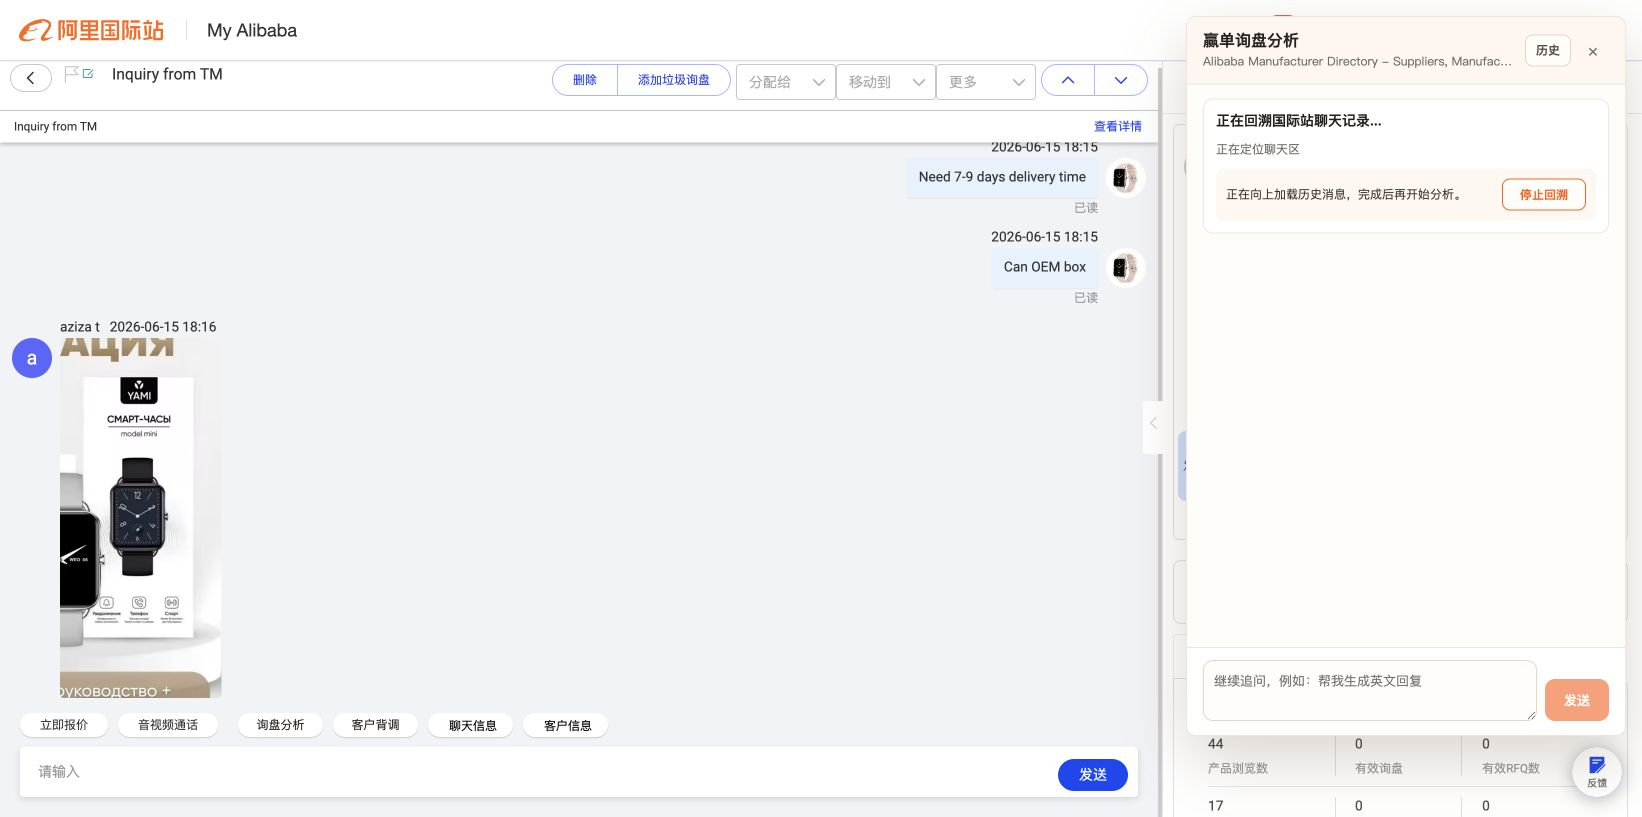 阿里国际站
My Alibaba
Inquiry from TM
删除
添加垃圾询盘
分配给
移动到
更多
Inquiry from TM
查看详情
2026-06-15 18:15
Need 7-9 days delivery time
已读
2026-06-15 18:15
Can OEM box
已读
aziza t 2026-06-15 18:16
a
АЦИЯ
YAMI
СМАРТ-ЧАСЫ
model mini
12
WED 06
Уведомления
Телефон
Спорт
руководство +
立即报价
音视频通话
询盘分析
客户背调
聊天信息
客户信息
请输入
发送
赢单询盘分析
Alibaba Manufacturer Directory – Suppliers, Manufac...
历史
正在回溯国际站聊天记录...
正在定位聊天区
正在向上加载历史消息，完成后再开始分析。
停止回溯
继续追问，例如：帮我生成英文回复
发送
44
0
0
产品浏览数
有效询盘
有效RFQ数
17
0
0
反馈